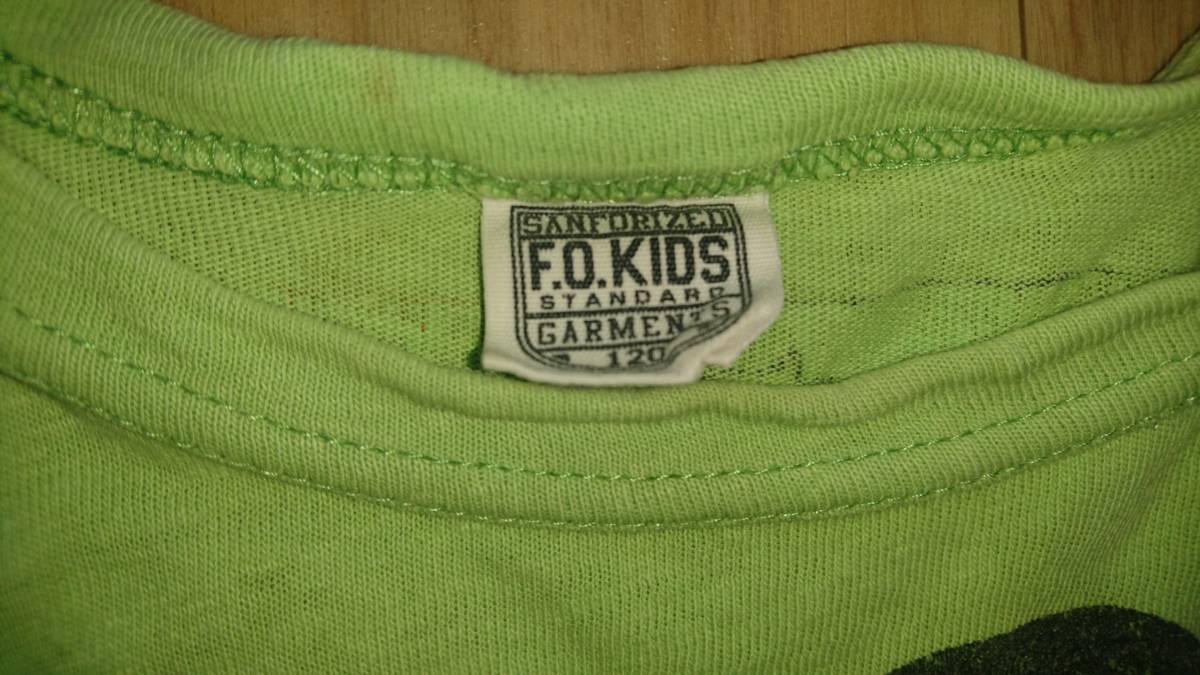 SANFORIZED
F.O.KIDS
STANDARD
GARMENTS
120